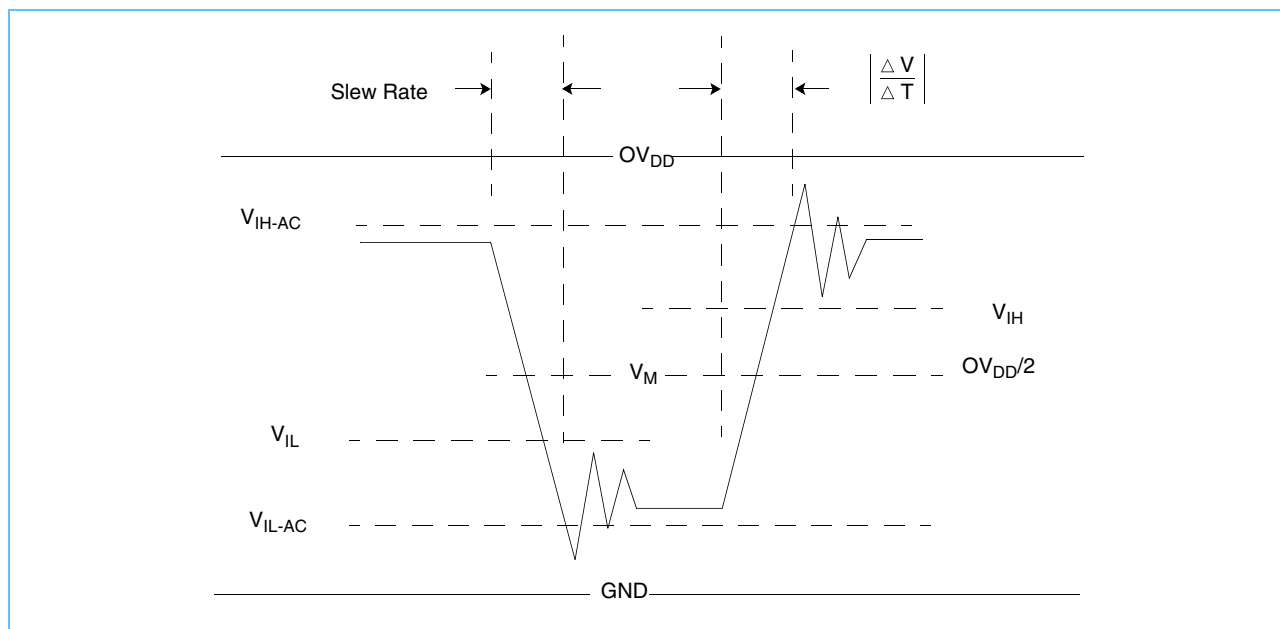 Slew Rate
| △ V / △ T |
OV_DD
V_IH-AC
V_IH
V_M
OV_DD/2
V_IL
V_IL-AC
GND